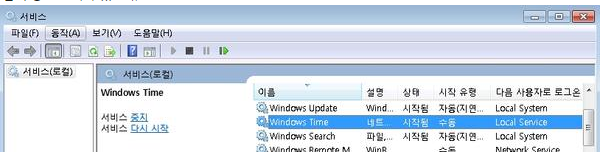 서비스
파일(F) 동작(A) 보기(V) 도움말(H)
서비스(로컬)
서비스(로컬)
Windows Time
서비스 중지
서비스 다시 시작
이름 설명 상태 시작 유형 다음 사용자로 로그온
Windows Update Wind... 시작됨 자동(지연... Local System
Windows Time 네트... 시작됨 수동 Local Service
Windows Search 파일,... 시작됨 자동(지연... Local System
Windows Remote M... WinR... 수동 Network Service